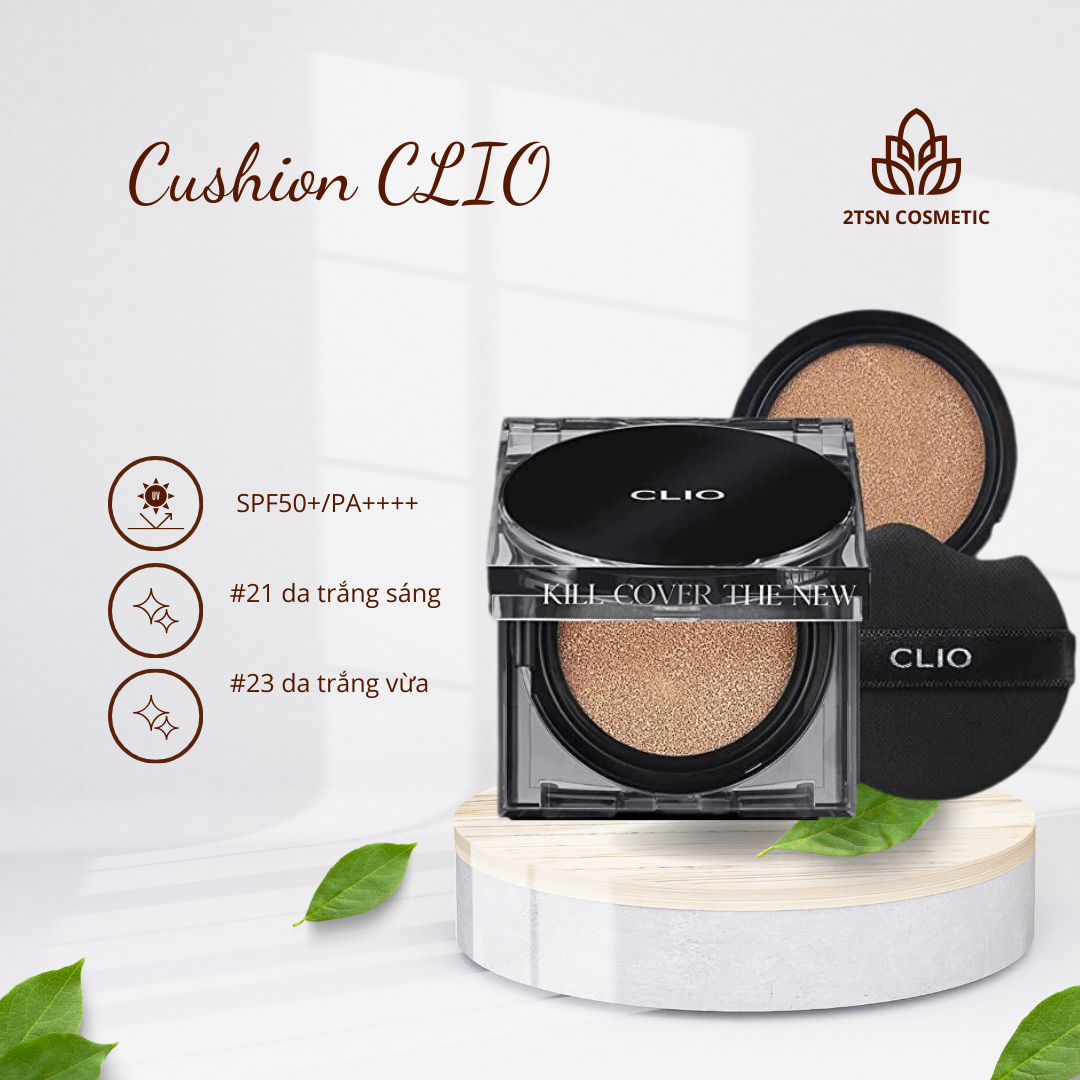 Cushion CLIO
2TSN COSMETIC
UV
SPF50+/PA++++
#21 da trắng sáng
#23 da trắng vừa
CLIO
KILL COVER THE NEW
CLIO